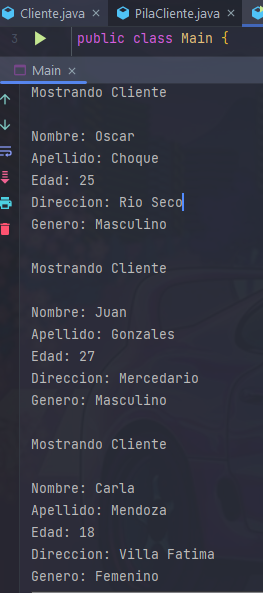 Cliente.java × PilaCliente.java ×
3 public class Main {
Main ×
Mostrando Cliente
Nombre: Oscar
Apellido: Choque
Edad: 25
Direccion: Rio Seco
Genero: Masculino
Mostrando Cliente
Nombre: Juan
Apellido: Gonzales
Edad: 27
Direccion: Mercedario
Genero: Masculino
Mostrando Cliente
Nombre: Carla
Apellido: Mendoza
Edad: 18
Direccion: Villa Fatima
Genero: Femenino